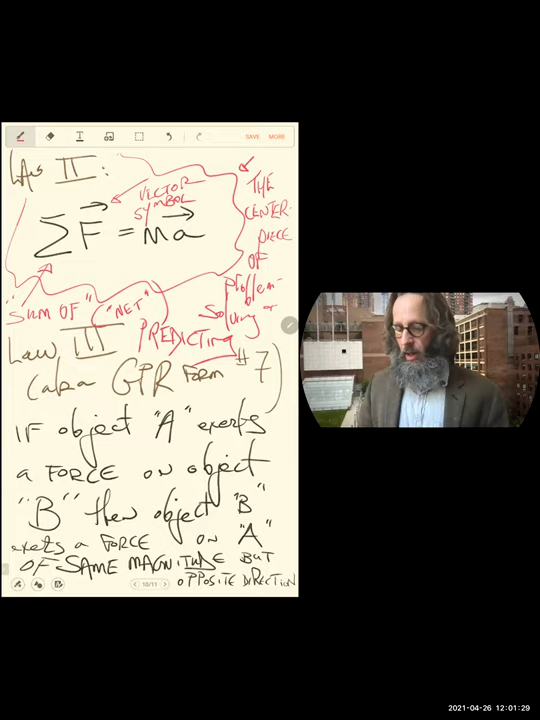 SAVE MORE
LAW II:
VECTOR
SYMBOL
ΣF = ma
THE
CENTER-
PIECE
OF
Problem-
Solving or
PREDICTING
"SUM OF" "NET"
Law III
(aka GPR FORM #7)
IF object "A" exerts
a FORCE ON object
"B" then object "B"
exerts a FORCE ON "A"
OF SAME MAGNITUDE BUT
OPPOSITE DIRECTION
10/11
2021-04-26 12:01:29